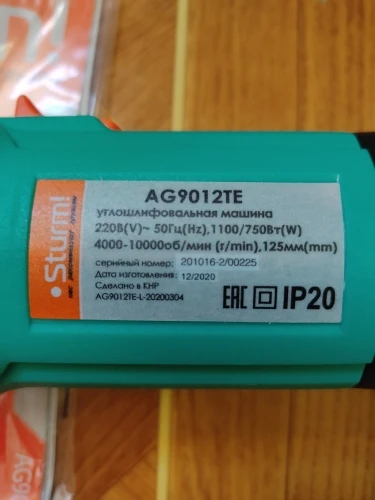 AG9012TE
углошлифовальная машина
220В(V)~ 50Гц(Hz),1100/750Вт(W)
4000-10000об/мин (r/min),125мм(mm)
серийный номер: 201016-2/00225
Дата изготовления: 12/2020
Сделано в КНР
AG9012TE-L-20200304
EAC IP20
Sturm!
AG9